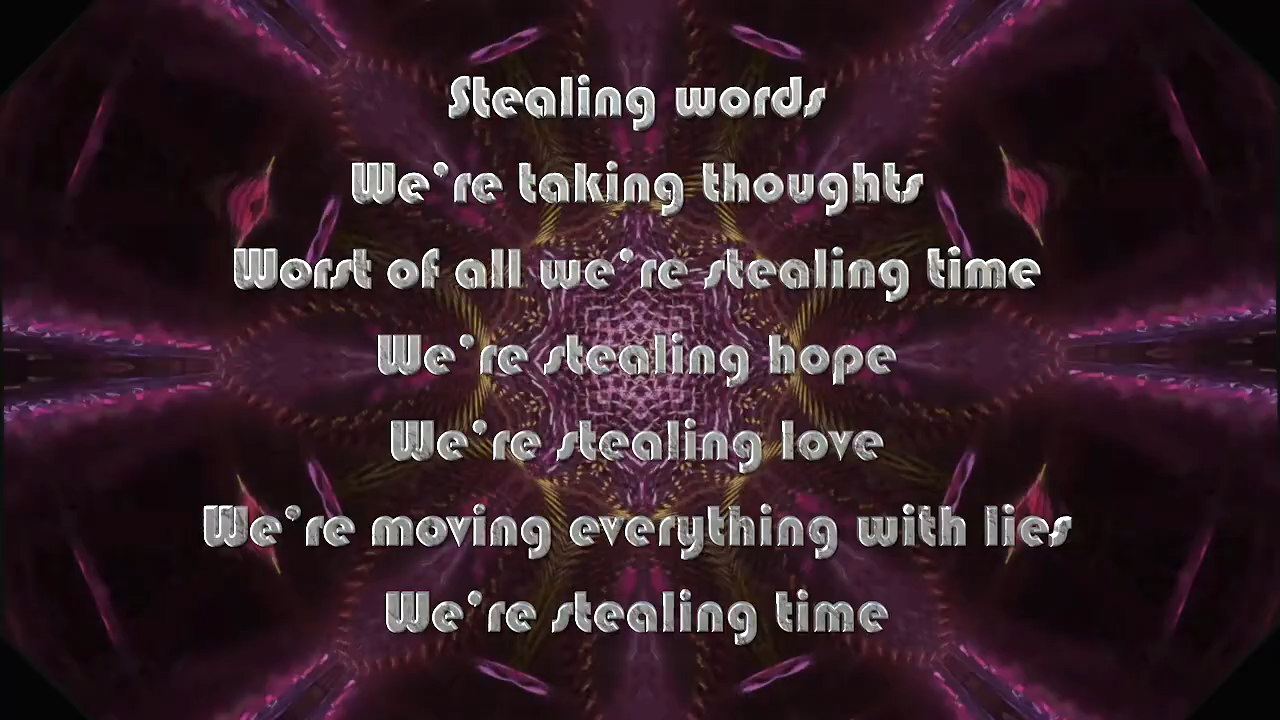 Stealing words
We're taking thoughts
Worst of all we're stealing time
We're stealing hope
We're stealing love
We're moving everything with lies
We're stealing time